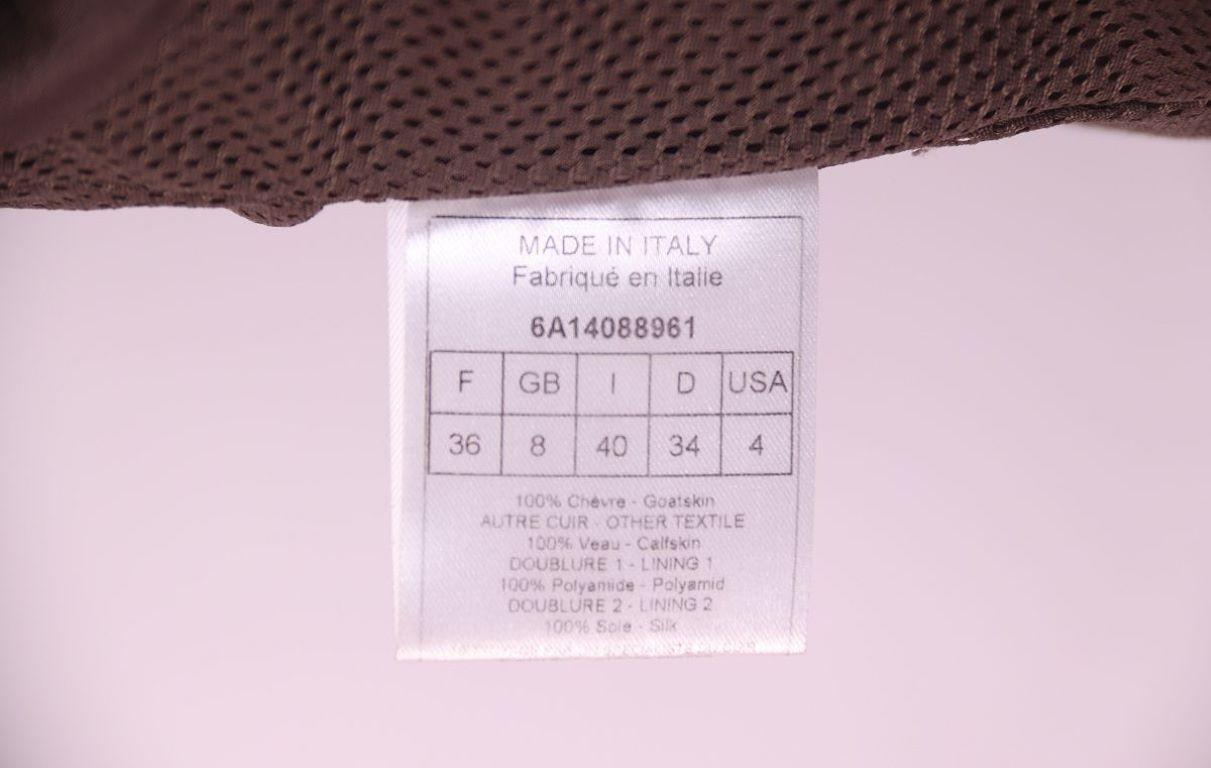 MADE IN ITALY
Fabriqué en Italie
6A14088961
F GB I D USA
36 8 40 34 4
100% Chèvre - Goatskin
AUTRE CUIR - OTHER TEXTILE
100% Veau - Calfskin
DOUBLURE 1 - LINING 1
100% Polyamide - Polyamid
DOUBLURE 2 - LINING 2
100% Soie - Silk